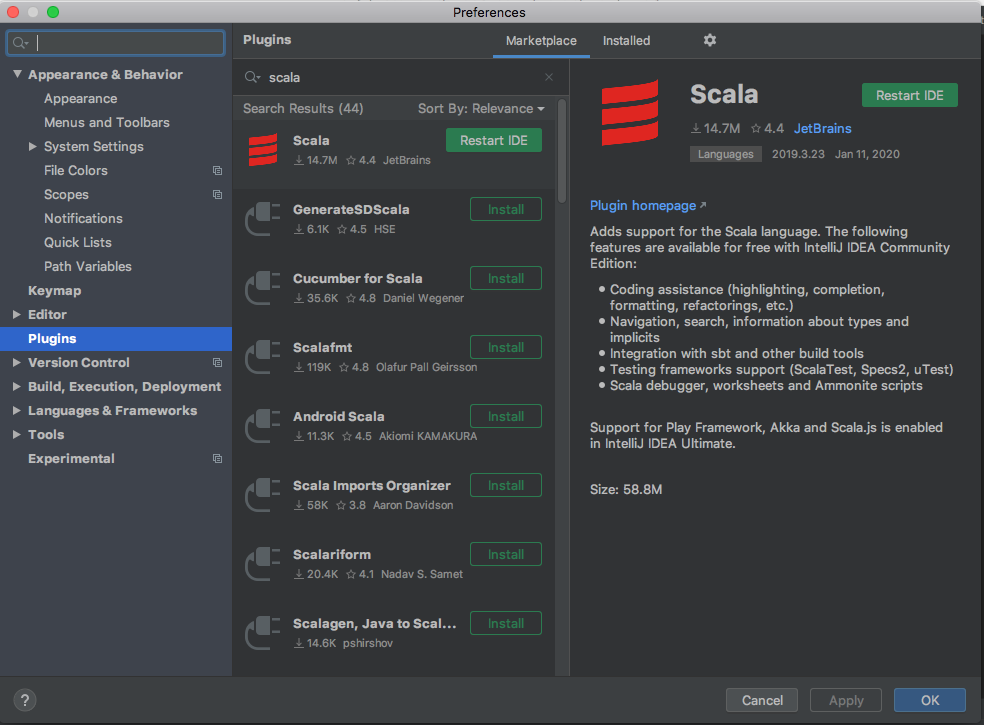 Preferences
Appearance & Behavior
Appearance
Menus and Toolbars
System Settings
File Colors
Scopes
Notifications
Quick Lists
Path Variables
Keymap
Editor
Plugins
Version Control
Build, Execution, Deployment
Languages & Frameworks
Tools
Experimental
Plugins
Marketplace
Installed
scala
Search Results (44)
Sort By: Relevance
Scala
Restart IDE
14.7M 4.4 JetBrains
GenerateSDScala
Install
6.1K 4.5 HSE
Cucumber for Scala
Install
35.6K 4.8 Daniel Wegener
Scalafmt
Install
119K 4.8 Olafur Pall Geirsson
Android Scala
Install
11.3K 4.5 Akiomi KAMAKURA
Scala Imports Organizer
Install
58K 3.8 Aaron Davidson
Scalariform
Install
20.4K 4.1 Nadav S. Samet
Scalagen, Java to Scal...
Install
14.6K pshirshov
Scala
Restart IDE
14.7M 4.4 JetBrains
Languages 2019.3.23 Jan 11, 2020
Plugin homepage
Adds support for the Scala language. The following
features are available for free with IntelliJ IDEA Community
Edition:
• Coding assistance (highlighting, completion,
formatting, refactorings, etc.)
• Navigation, search, information about types and
implicits
• Integration with sbt and other build tools
• Testing frameworks support (ScalaTest, Specs2, uTest)
• Scala debugger, worksheets and Ammonite scripts
Support for Play Framework, Akka and Scala.js is enabled
in IntelliJ IDEA Ultimate.
Size: 58.8M
?
Cancel
Apply
OK